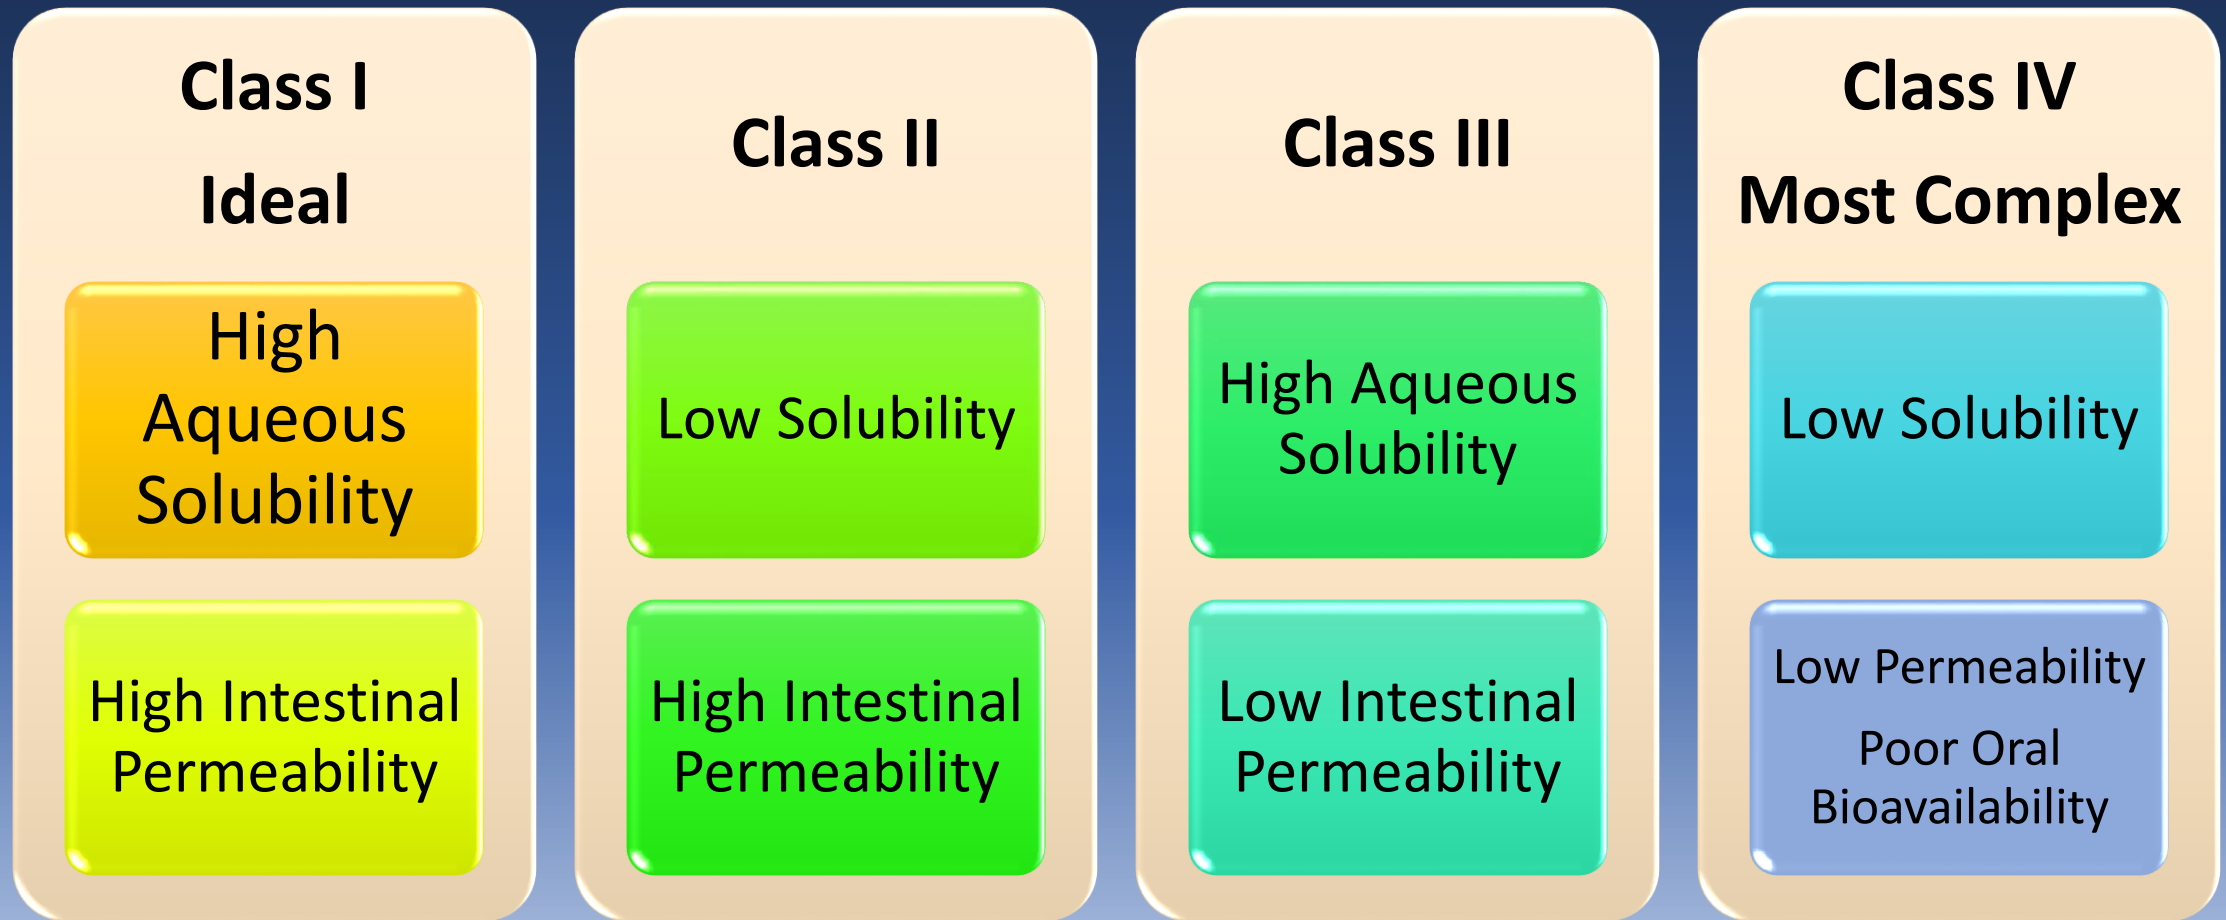 Class I
Ideal
High
Aqueous
Solubility
High Intestinal
Permeability
Class II
Low Solubility
High Intestinal
Permeability
Class III
High Aqueous
Solubility
Low Intestinal
Permeability
Class IV
Most Complex
Low Solubility
Low Permeability
Poor Oral
Bioavailability